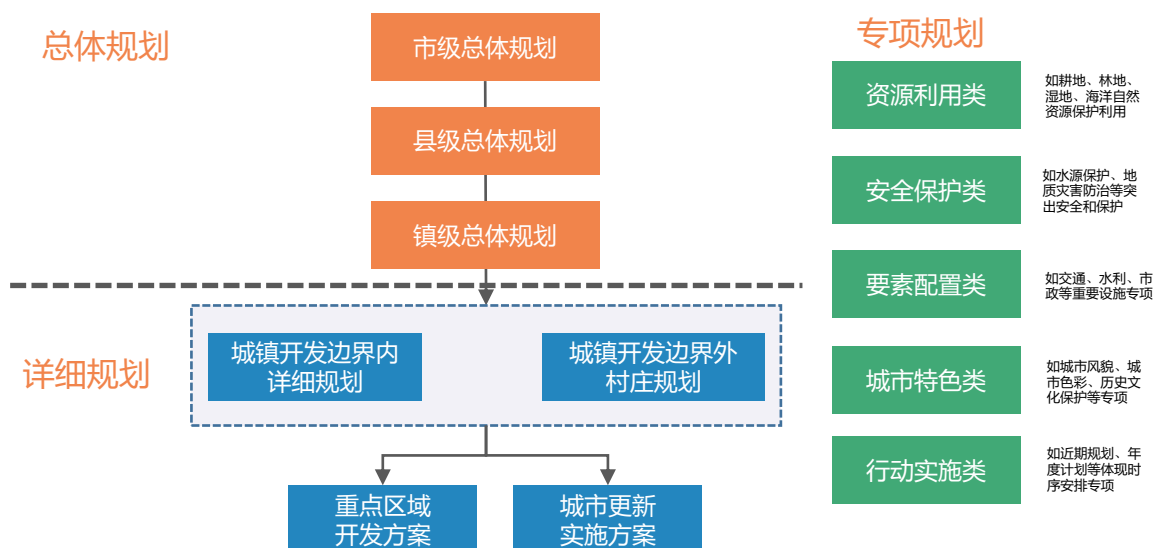 总体规划
市级总体规划
县级总体规划
镇级总体规划
详细规划
城镇开发边界内
详细规划
城镇开发边界外
村庄规划
重点区域
开发方案
城市更新
实施方案
专项规划
资源利用类
如耕地、林地、
湿地、海洋自然
资源保护利用
安全保护类
如水源保护、地
质灾害防治等突
出安全和保护
要素配置类
如交通、水利、市
政等重要设施专项
城市特色类
如城市风貌、城
市色彩、历史文
化保护等专项
行动实施类
如近期规划、年
度计划等体现时
序安排专项